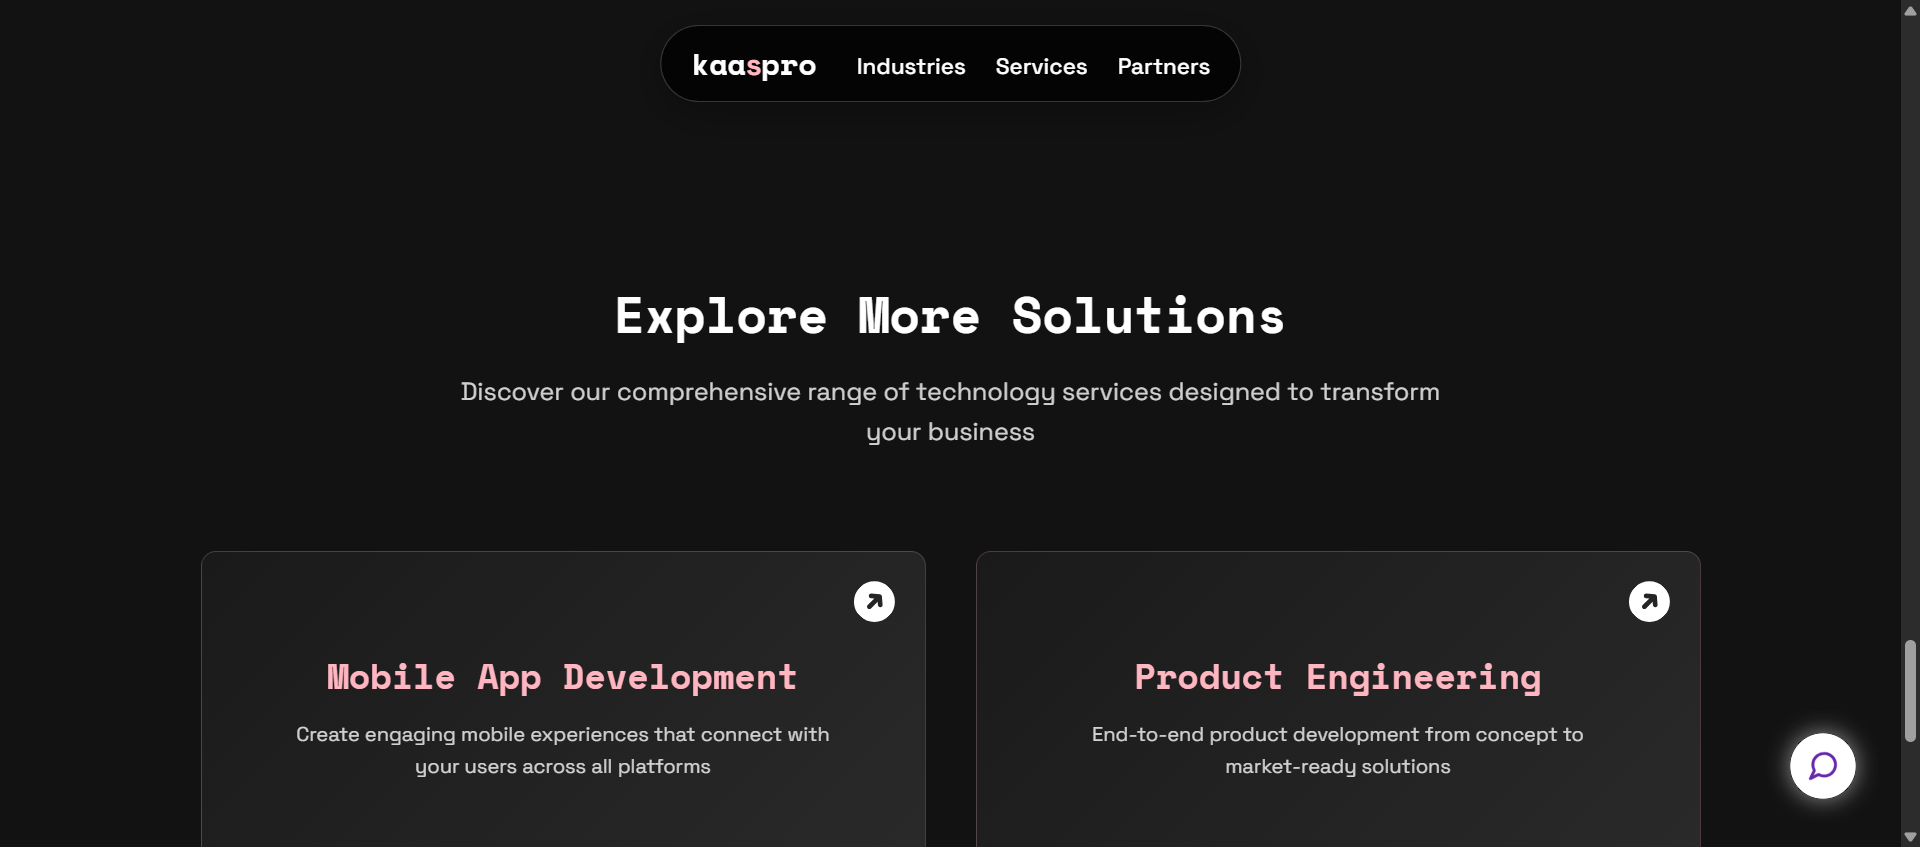 kaaspro Industries Services Partners
Explore More Solutions
Discover our comprehensive range of technology services designed to transform
your business
Mobile App Development
Create engaging mobile experiences that connect with
your users across all platforms
Product Engineering
End-to-end product development from concept to
market-ready solutions